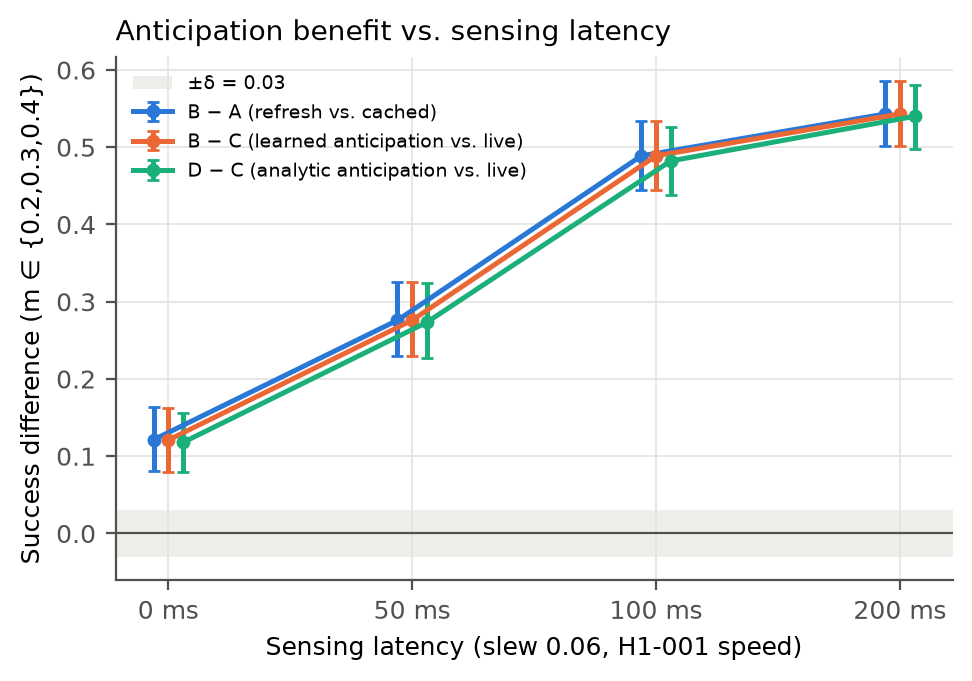 Anticipation benefit vs. sensing latency
±δ = 0.03
B − A (refresh vs. cached)
B − C (learned anticipation vs. live)
D − C (analytic anticipation vs. live)
Success difference (m ∈ {0.2,0.3,0.4})
0.6
0.5
0.4
0.3
0.2
0.1
0.0
0 ms
50 ms
100 ms
200 ms
Sensing latency (slew 0.06, H1-001 speed)